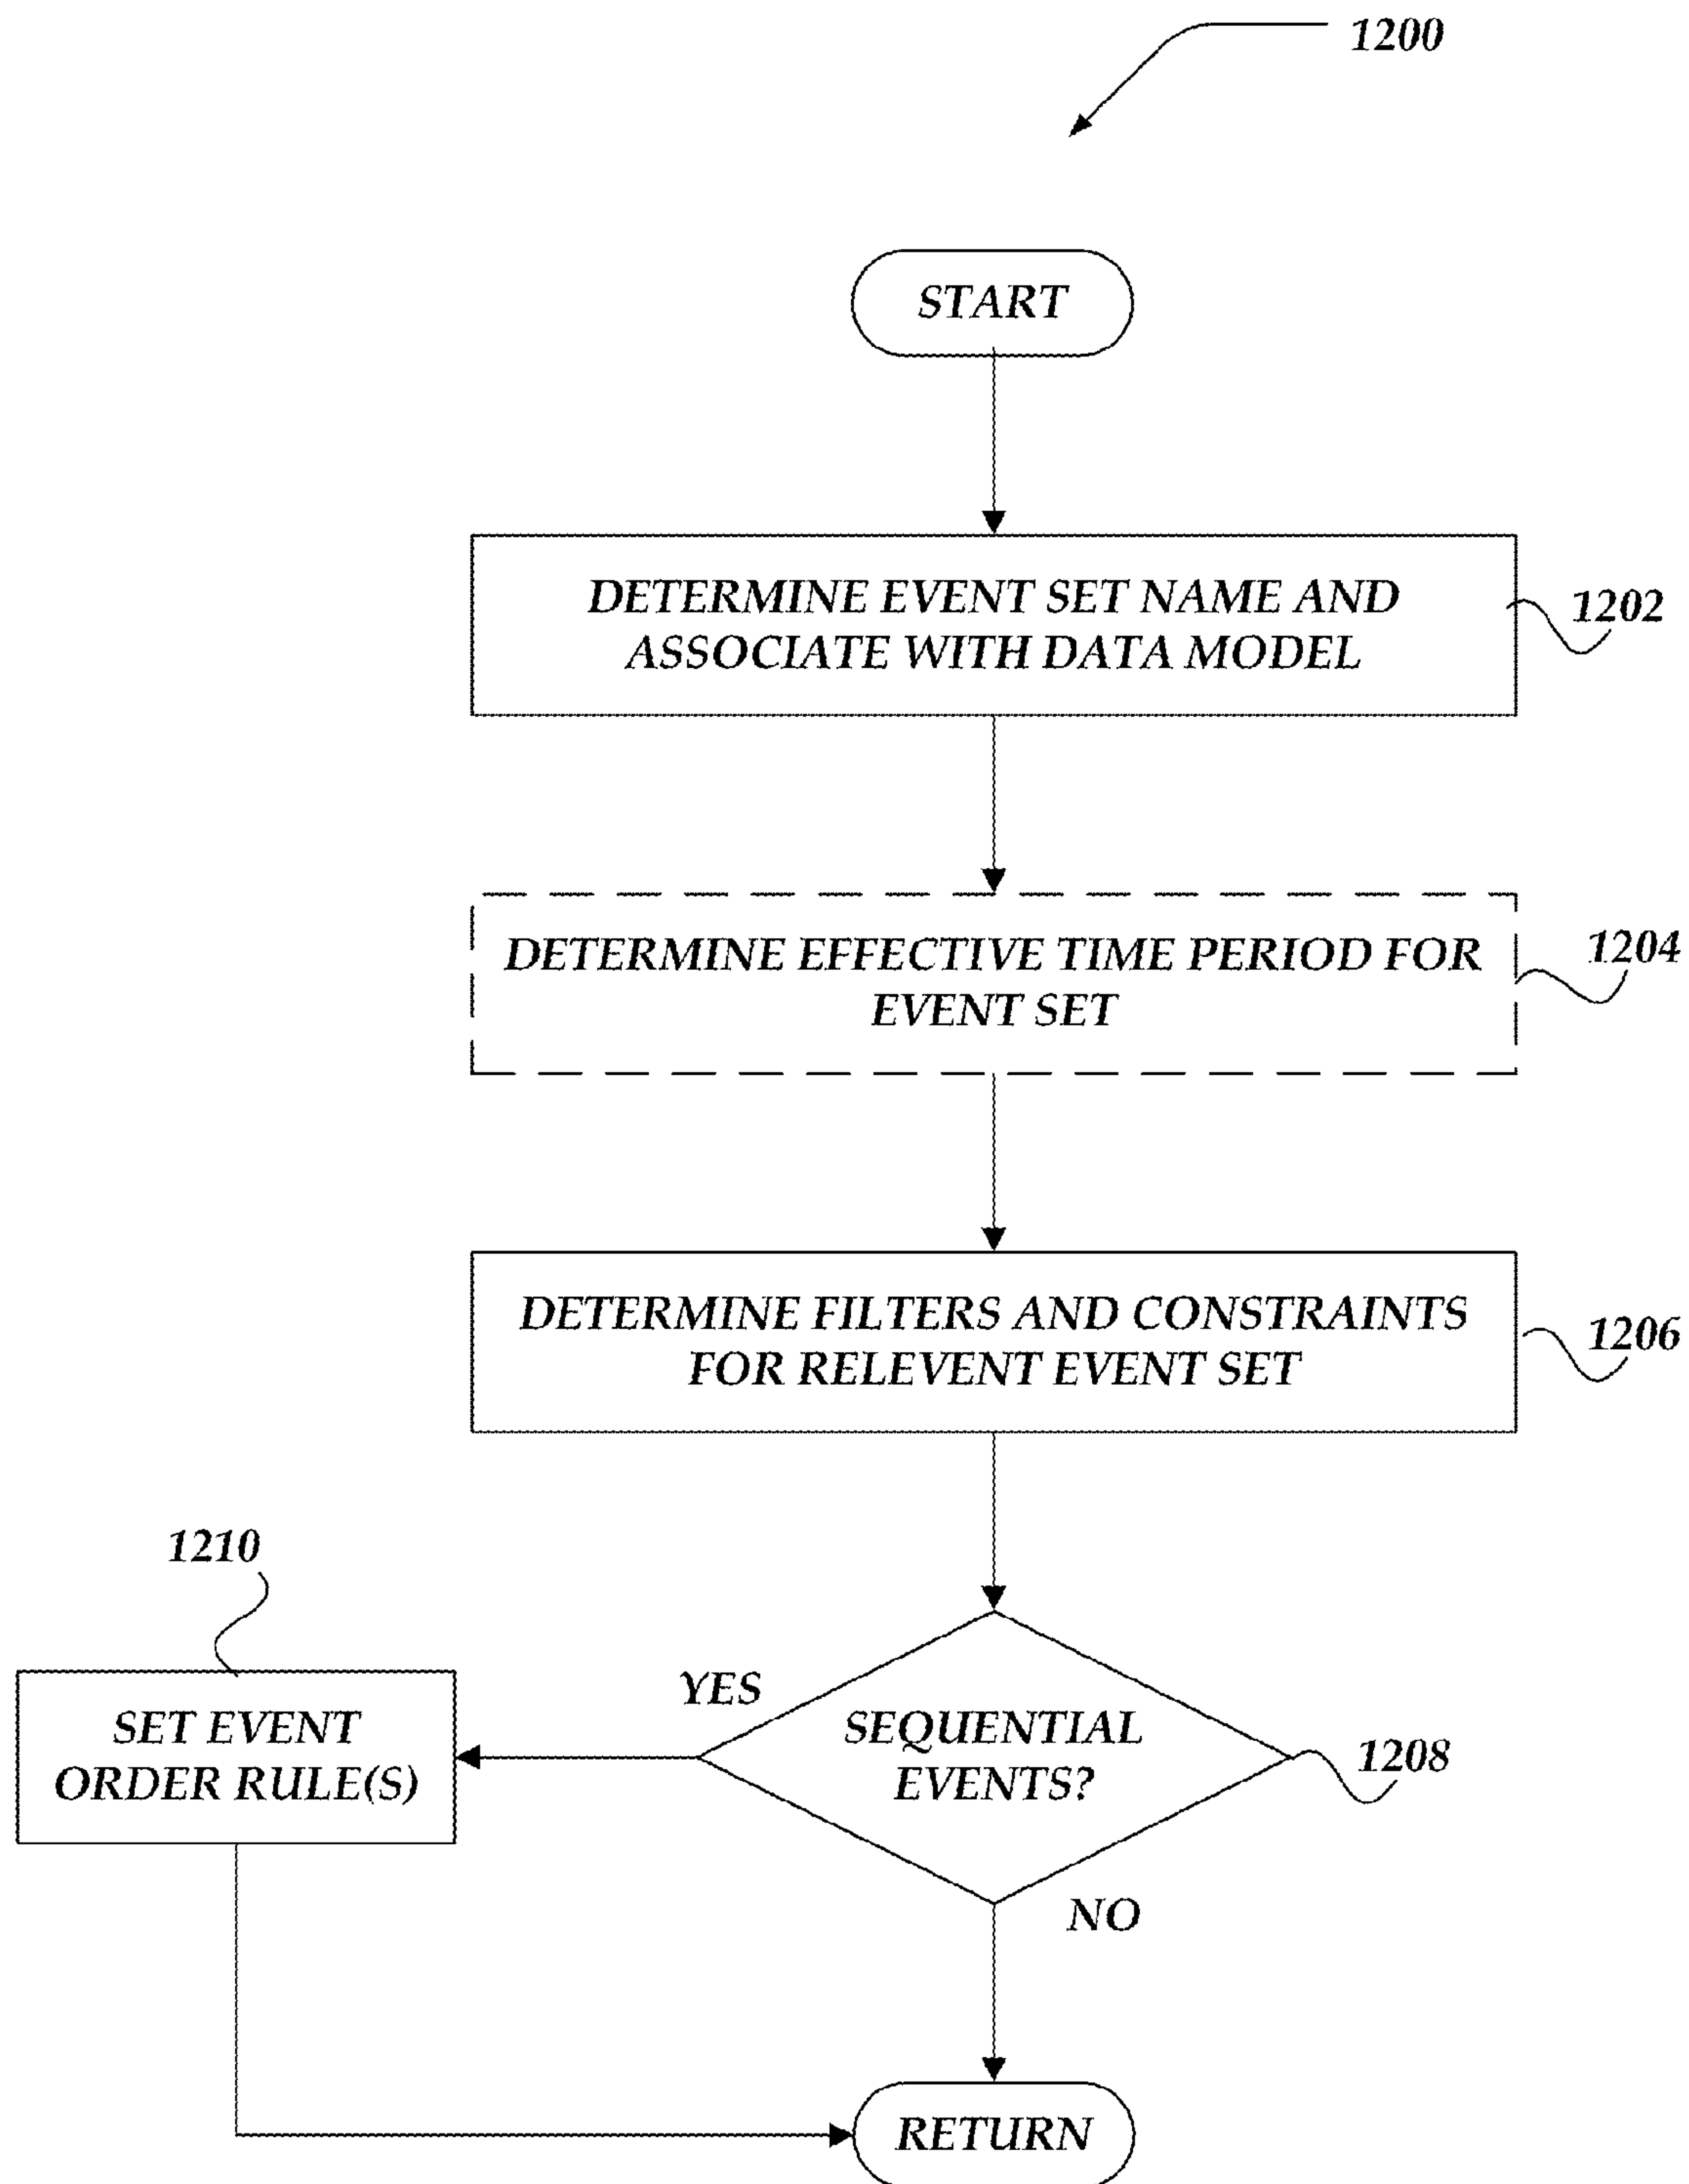 1200
START
DETERMINE EVENT SET NAME AND
ASSOCIATE WITH DATA MODEL
1202
DETERMINE EFFECTIVE TIME PERIOD FOR
EVENT SET
1204
DETERMINE FILTERS AND CONSTRAINTS
FOR RELEVENT EVENT SET
1206
1210
SET EVENT
ORDER RULE(S)
YES
SEQUENTIAL
EVENTS?
1208
NO
RETURN